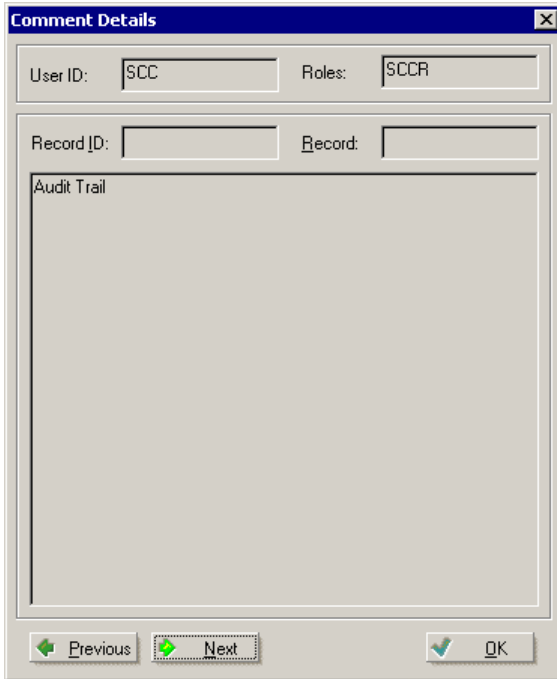 Comment Details
User ID: SCC Roles: SCCR
Record ID: Record:
Audit Trail
Previous Next OK